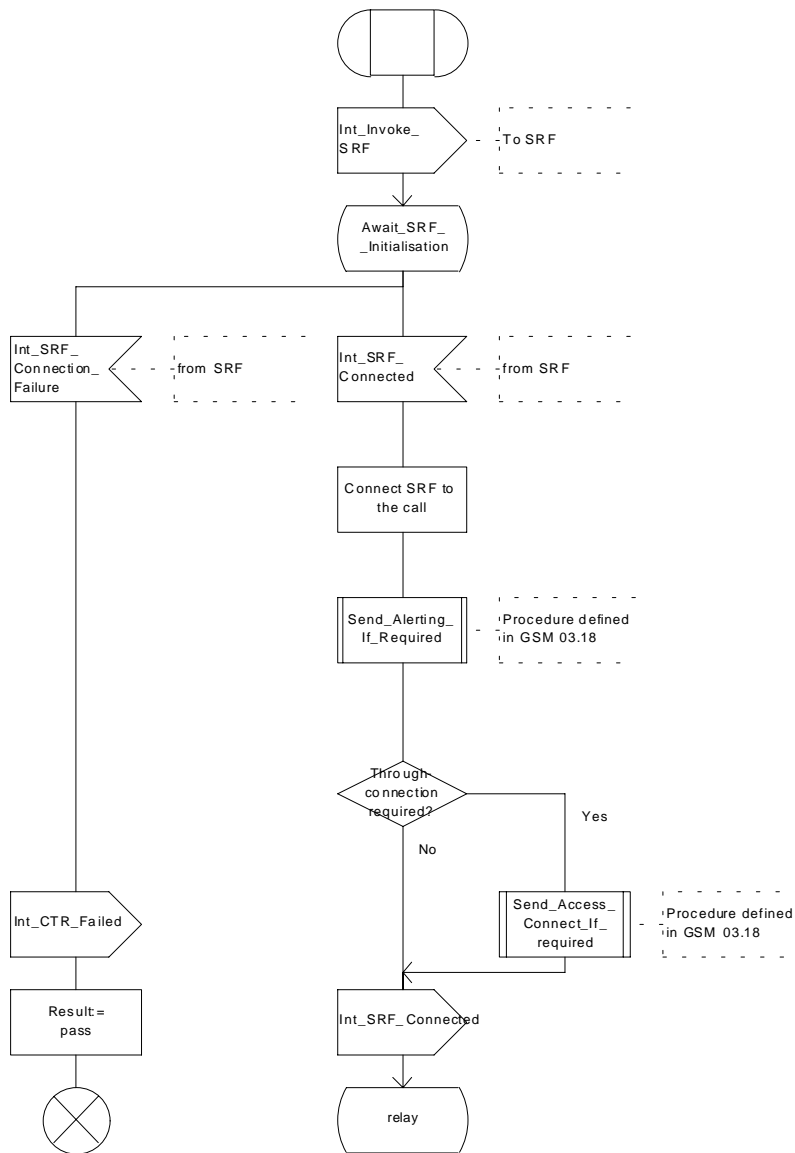 Int_Invoke_
SRF
To SRF
Await_SRF_
_Initialisation
Int_SRF_
Connection_
Failure
from SRF
Int_SRF_
Connected
from SRF
Connect SRF to
the call
Send_Alerting_
If_Required
Procedure defined
in GSM 03.18
Through-
connection
required?
Yes
No
Int_CTR_Failed
Send_Access_
Connect_If_
required
Procedure defined
in GSM 03.18
Result:=
pass
Int_SRF_Connected
relay